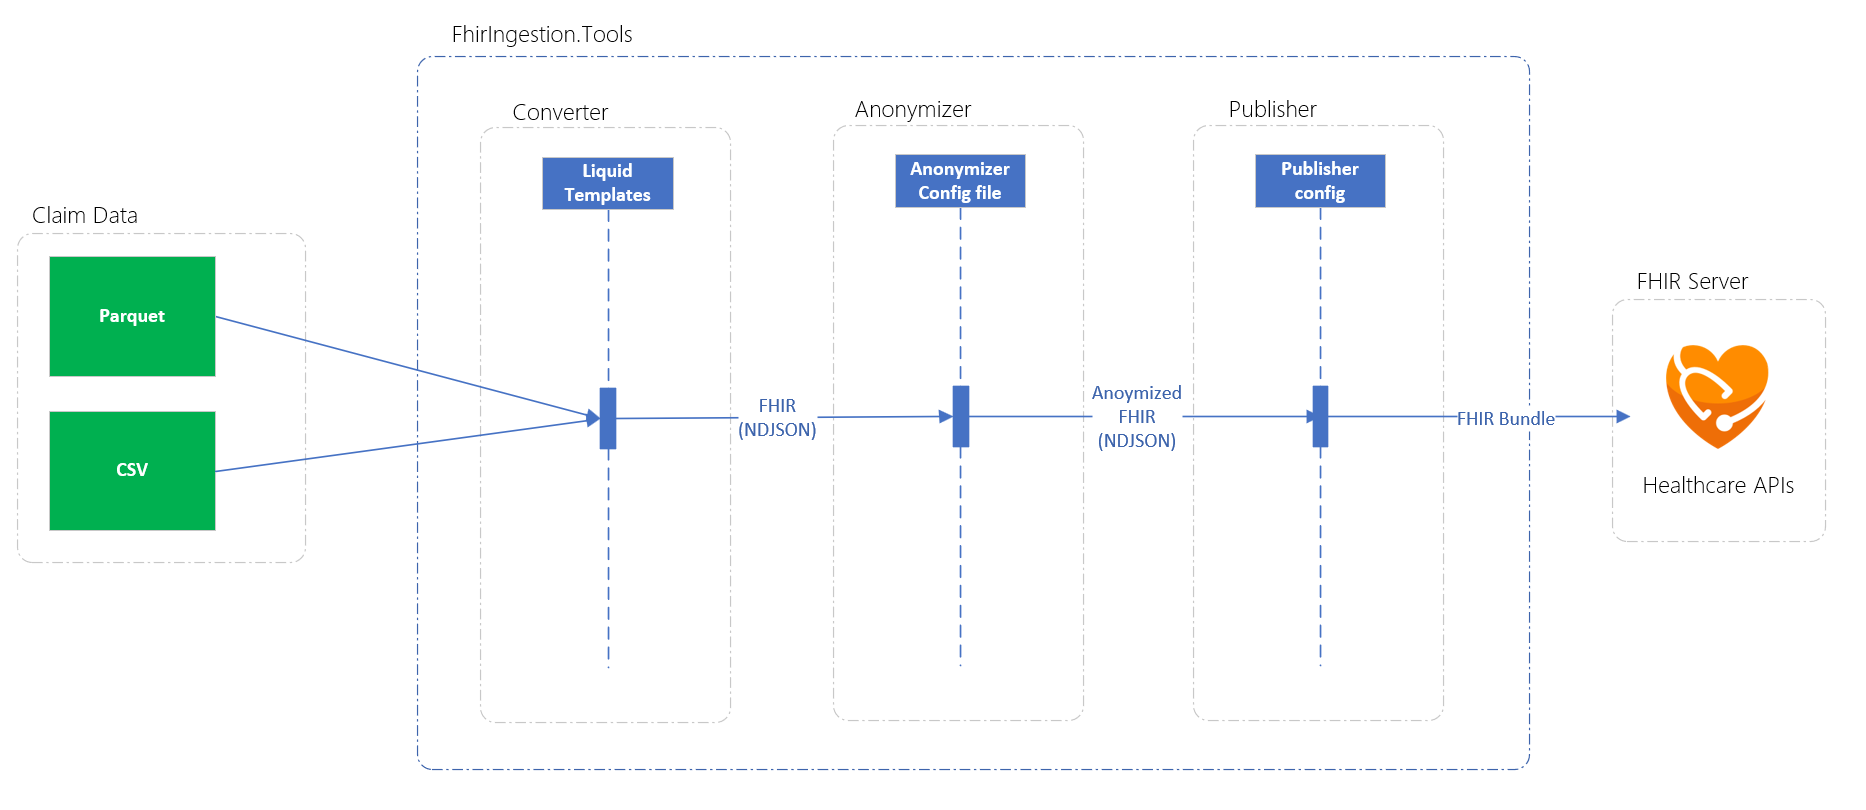 FhirIngestion.Tools
Converter
Anonymizer
Publisher
Liquid
Templates
Anonymizer
Config file
Publisher
config
Claim Data
Parquet
CSV
FHIR
(NDJSON)
Anoymized
FHIR
(NDJSON)
FHIR Bundle
FHIR Server
Healthcare APIs